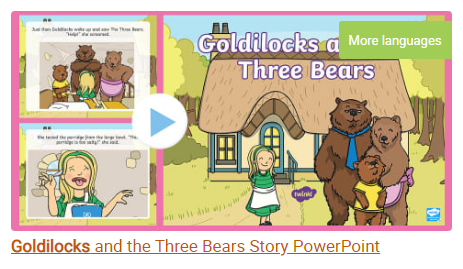 Just then Goldilocks woke up and saw The Three Bears.
"Help!" she screamed.
She tasted the porridge from the large bowl. "This
porridge is too salty!" she said.
Goldilocks a
Three Bears
More languages
twinkl
Goldilocks and the Three Bears Story PowerPoint